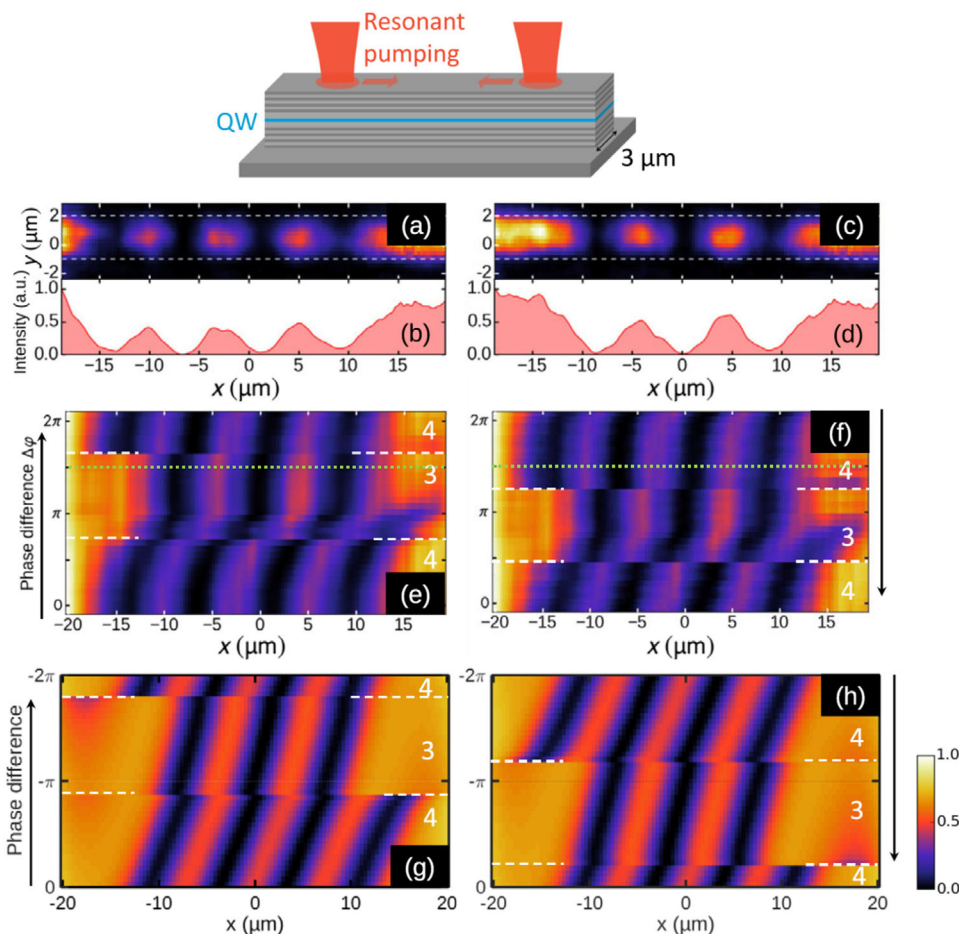 Resonant
pumping
QW
3 μm
y (μm)
2
0
-2
(a)
(c)
Intensity (a.u.)
1.0
0.5
0.0
(b)
−15 −10 −5 0 5 10 15
x (μm)
1.0
0.5
0.0
(d)
−15 −10 −5 0 5 10 15
x (μm)
Phase difference Δφ
2π
π
0
4
3
4
(e)
-20 −15 −10 −5 0 5 10 15
x (μm)
2π
π
0
(f)
4
3
4
-20 −15 −10 −5 0 5 10 15
x (μm)
Phase difference
-2π
-π
0
4
3
4
(g)
-20 -10 0 10 20
x (μm)
-2π
-π
0
(h)
4
3
4
-20 -10 0 10 20
x (μm)
1.0
0.5
0.0